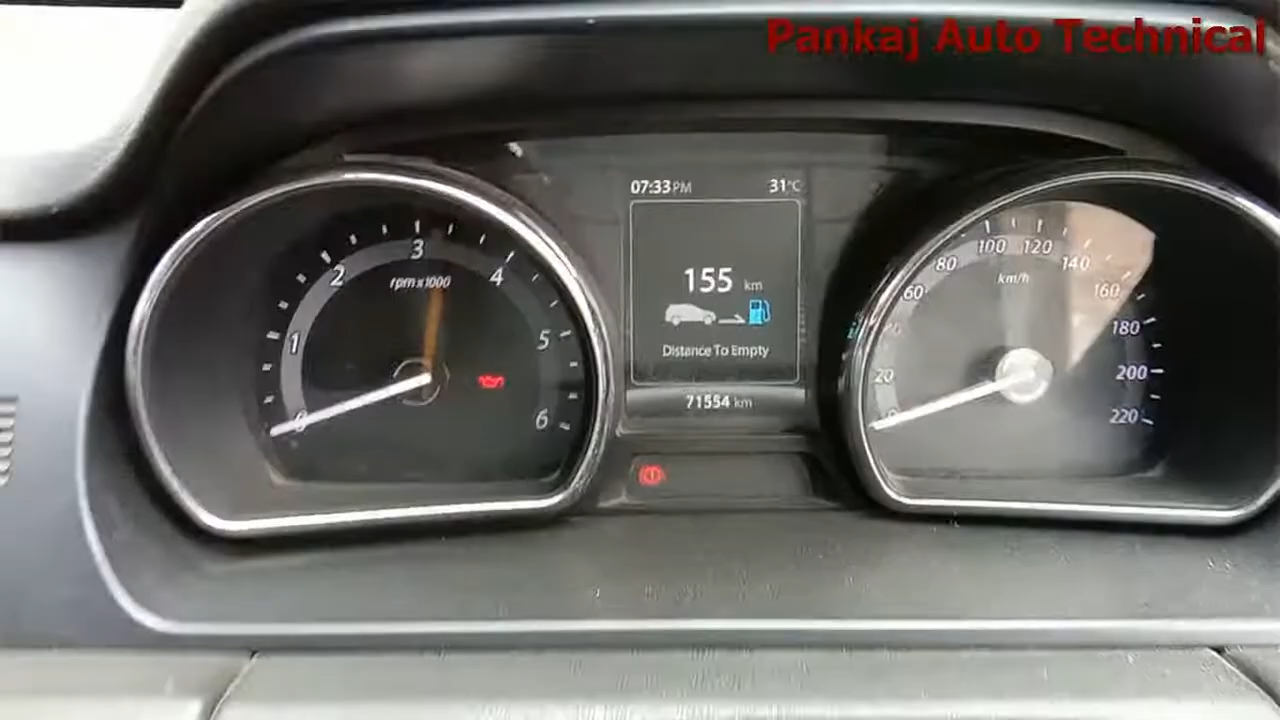 Pankaj Auto Technical
07:33PM 31°C
155 km
Distance To Empty
71554 km
0 1 2 3 4 5 6
rpm x 1000
20
60 80 100 120 140 160 180 200 220
km/h